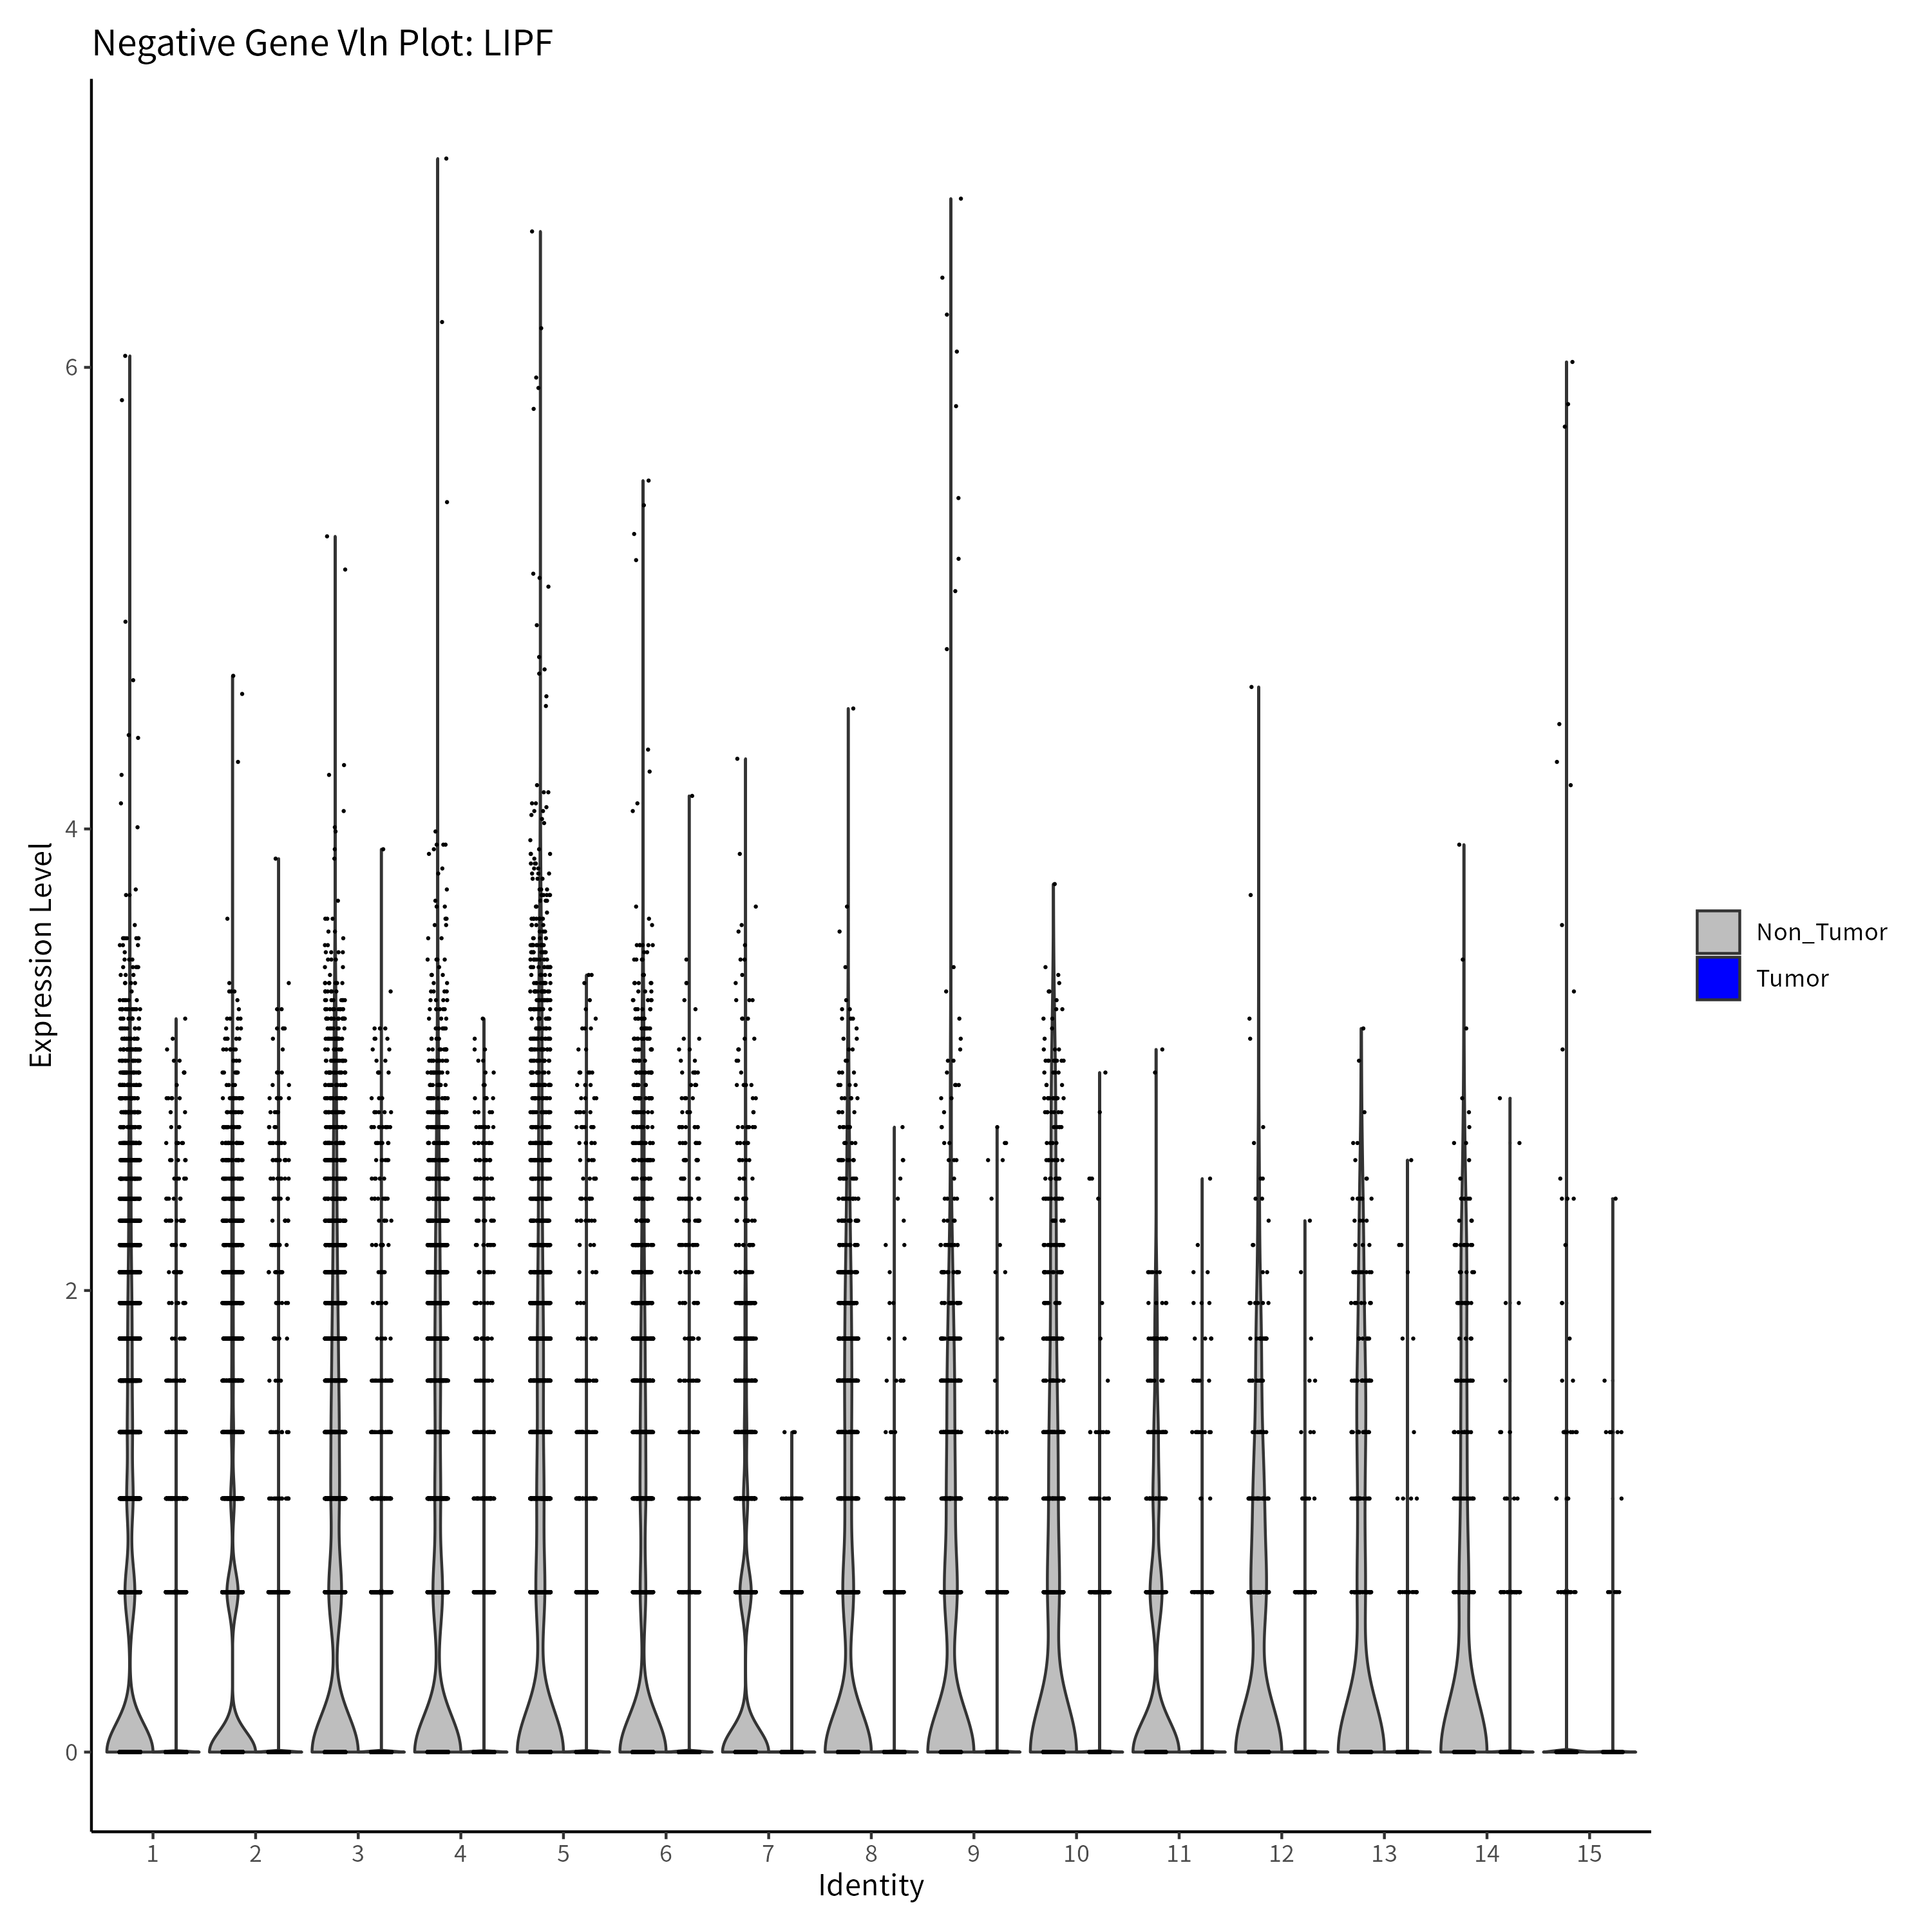 Negative Gene Vln Plot: LIPF
Expression Level
6
4
2
0
1 2 3 4 5 6 7 8 9 10 11 12 13 14 15
Identity
Non_Tumor
Tumor